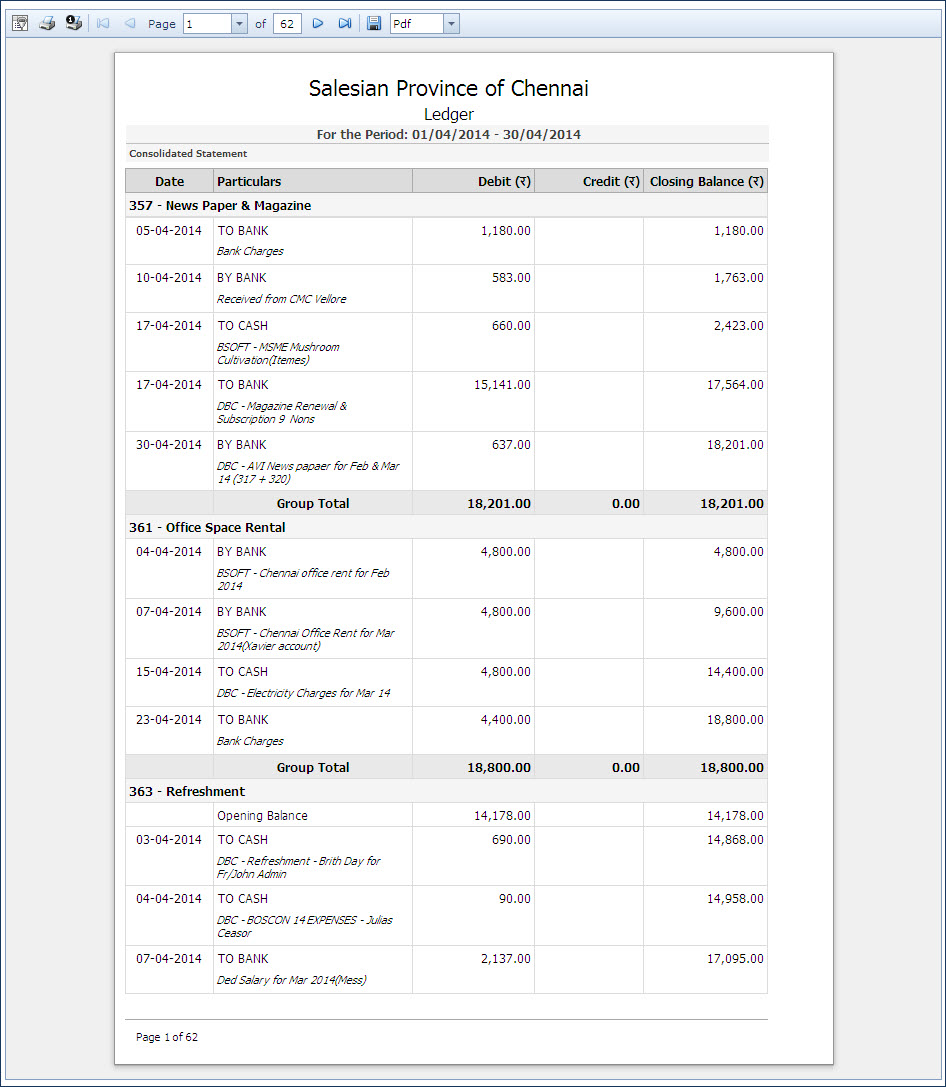 Page 1 of 62 Pdf
Salesian Province of Chennai
Ledger
For the Period: 01/04/2014 - 30/04/2014
Consolidated Statement
Date Particulars Debit (₹) Credit (₹) Closing Balance (₹)
357 - News Paper & Magazine
05-04-2014 TO BANK 1,180.00 1,180.00
Bank Charges
10-04-2014 BY BANK 583.00 1,763.00
Received from CMC Vellore
17-04-2014 TO CASH 660.00 2,423.00
BSOFT - MSME Mushroom
Cultivation(Itemes)
17-04-2014 TO BANK 15,141.00 17,564.00
DBC - Magazine Renewal &
Subscription 9 Nons
30-04-2014 BY BANK 637.00 18,201.00
DBC - AVI News papaer for Feb & Mar
14 (317 + 320)
Group Total 18,201.00 0.00 18,201.00
361 - Office Space Rental
04-04-2014 BY BANK 4,800.00 4,800.00
BSOFT - Chennai office rent for Feb
2014
07-04-2014 BY BANK 4,800.00 9,600.00
BSOFT - Chennai Office Rent for Mar
2014(Xavier account)
15-04-2014 TO CASH 4,800.00 14,400.00
DBC - Electricity Charges for Mar 14
23-04-2014 TO BANK 4,400.00 18,800.00
Bank Charges
Group Total 18,800.00 0.00 18,800.00
363 - Refreshment
Opening Balance 14,178.00 14,178.00
03-04-2014 TO CASH 690.00 14,868.00
DBC - Refreshment - Brith Day for
Fr/John Admin
04-04-2014 TO CASH 90.00 14,958.00
DBC - BOSCON 14 EXPENSES - Julias
Ceasor
07-04-2014 TO BANK 2,137.00 17,095.00
Ded Salary for Mar 2014(Mess)
Page 1 of 62